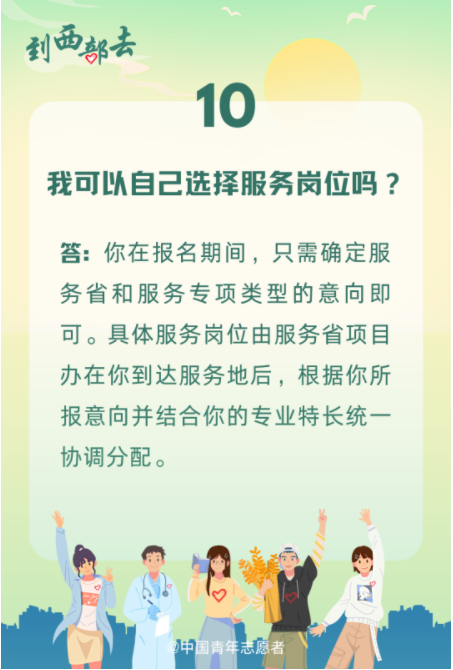 到西部去
10
我可以自己选择服务岗位吗？
答：你在报名期间，只需确定服
务省和服务专项类型的意向即
可。具体服务岗位由服务省项目
办在你到达服务地后，根据你所
报意向并结合你的专业特长统一
协调分配。
@中国青年志愿者